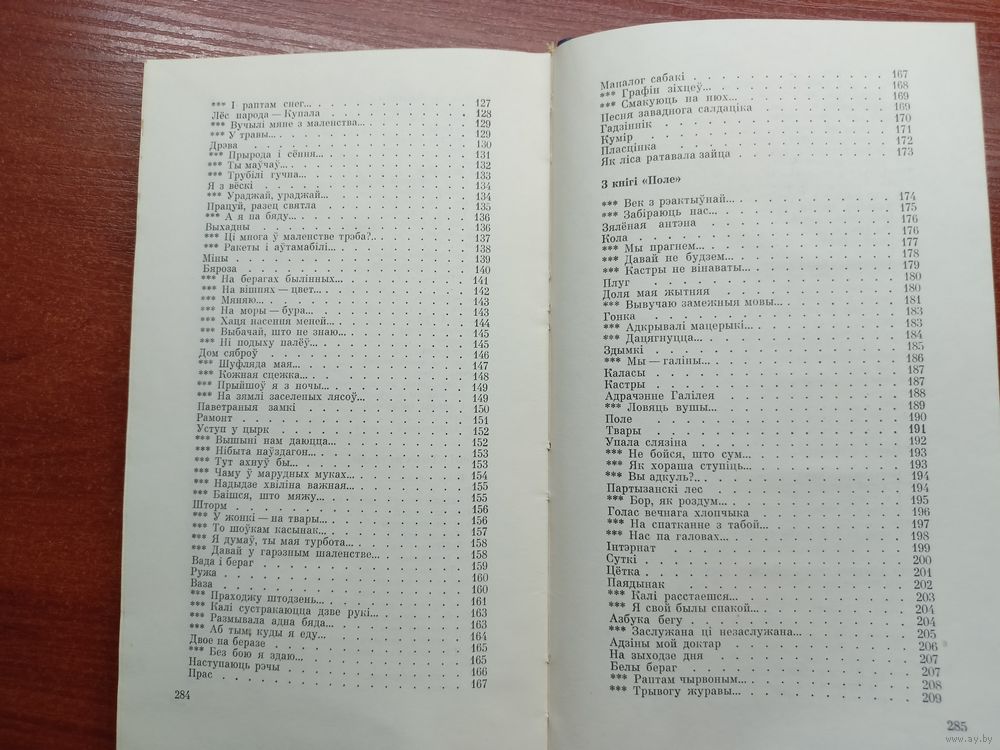 *** І раптам снег... 127
Лёс народа — Купала 128
*** Вучылі мяне з маленства... 129
*** У травы... 129
Дрэва 130
*** Прырода і сёння... 131
*** Ты маўчаў... 132
*** Трубілі гучна... 133
Я з вёскі 134
*** Ураджай, ураджай... 134
Працуй, разец святла 135
*** А я на бяду... 136
Выхадны 136
*** Ці многа ў маленстве трэба?.. 137
*** Ракеты і аўтамабілі... 138
Міны 139
Бяроза 140
*** На берагах былінных... 141
*** На вішнях — цвет... 142
*** Мяняю... 143
*** На моры — бура... 143
*** Хаця насення меней... 144
*** Выбачай, што не знаю... 145
*** Ні подыху палёў... 145
Дом сяброў 146
*** Шуфляда мая... 147
*** Кожная сцежка... 148
*** Прыйшоў я з ночы... 149
*** На зямлі заселеных лясоў... 149
Паветраныя замкі 150
Рамонт 151
Уступ у цырк 152
*** Вышыні нам даюцца... 152
*** Нібыта наўздагон... 153
*** Тут ахнуў бы... 153
*** Чаму ў марудных муках... 154
*** Надыдзе хвіліна важная... 155
*** Баішся, што мяжу... 155
Шторм 156
*** У жонкі — на твары... 156
*** То шоўкам касынак... 157
*** Я думаў, ты мая турбота... 158
*** Давай у гарэзным шаленстве... 158
Вада і бераг 159
Ружа 160
Ваза 160
*** Праходжу штодзень... 161
*** Калі сустракаюцца дзве рукі... 163
*** Размывала адна бяда... 163
*** Аб тым, куды я еду... 164
Двое на беразе 165
*** Без бою я здаю... 165
Наступаюць рэчы 166
Прас 167
284
Маналог сабакі 167
*** Графін зіхцеў... 168
*** Смакуюць на нюх... 169
Песня заваднога салдаціка 169
Гадзіннік 170
Кумір 171
Пласцінка 172
Як ліса ратавала зайца 173
З кнігі «Поле»
*** Век з рэактыўнай... 174
*** Забіраюць нас... 175
Зялёная антэна 176
Кола 176
*** Мы прагнем... 177
*** Давай не будзем... 178
*** Кастры не вінаваты... 179
Плуг 180
Доля мая жытняя 180
*** Вывучаю замежныя мовы... 181
Гонка 183
*** Адкрывалі мацерыкі... 183
*** Дацягнуцца... 184
Здымкі 185
*** Мы — галіны... 186
Каласы 187
Кастры 187
Адрачэнне Галілея 188
*** Ловяць вушы... 189
Поле 190
Твары 191
Упала слязіна 192
*** Не бойся, што сум... 193
*** Як хораша ступіць... 193
*** Вы адкуль?.. 194
Партызанскі лес 194
*** Бор, як роздум... 195
Голас вечнага хлопчыка 196
*** На спатканне з табой... 197
*** Нас па галовах... 198
Інтэрнат 199
Суткі 200
Цётка 201
Паядынак 202
*** Калі расстаешся... 203
*** Я свой былы спакой... 204
Азбука бегу 204
*** Заслужана ці незаслужана... 205
Адзіны мой доктар 206
На зыходзе дня 207
Белы бераг 207
*** Раптам чырвоным... 208
*** Трывогу журавы... 209
285
www.ay.by